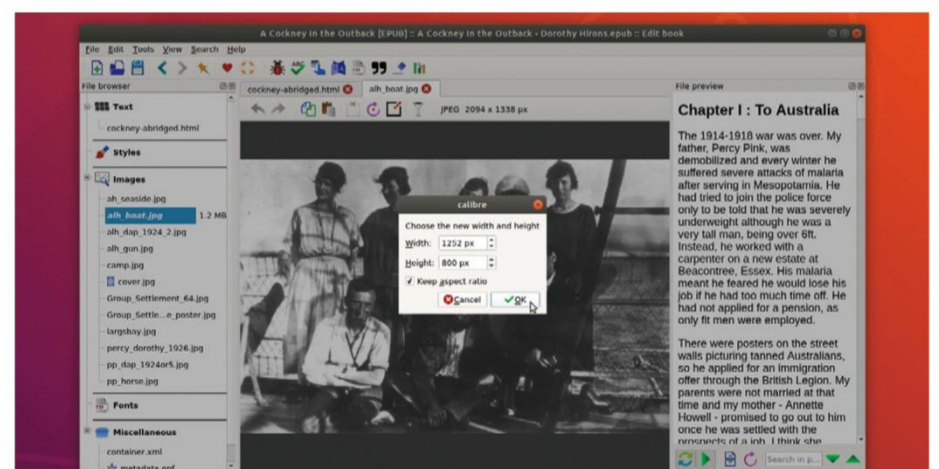 A Cockney in the Outback [EPUB] :: A Cockney in the Outback - Dorothy Hirons.epub :: Edit book
File Edit Tools View Search Help
File browser
Text
cockney-abridged.html
Styles
Images
ah_seaside.jpg
alh_boat.jpg 1.2 MB
alh_dap_1924_2.jpg
alh_gun.jpg
camp.jpg
cover.jpg
Group_Settlement_64.jpg
Group_Settle...e_poster.jpg
largsbay.jpg
percy_dorothy_1926.jpg
pp_dap_1924or5.jpg
pp_horse.jpg
Fonts
Miscellaneous
container.xml
metadata.opf
cockney-abridged.html
alh_boat.jpg
JPEG 2094 x 1338 px
calibre
Choose the new width and height
Width: 1252 px
Height: 800 px
Keep aspect ratio
Cancel OK
File preview
Chapter I : To Australia
The 1914-1918 war was over. My
father, Percy Pink, was
demobilized and every winter he
suffered severe attacks of malaria
after serving in Mesopotamia. He
had tried to join the police force
only to be told that he was severely
underweight although he was a
very tall man, being over 6ft.
Instead, he worked with a
carpenter on a new estate at
Beacontree, Essex. His malaria
meant he feared he would lose his
job if he had too much time off. He
had not applied for a pension, as
only fit men were employed.
There were posters on the street
walls picturing tanned Australians,
so he applied for an immigration
offer through the British Legion. My
parents were not married at that
time and my mother - Annette
Howell - promised to go out to him
once he was settled with the
prospects of a job. I think she
Search in p...